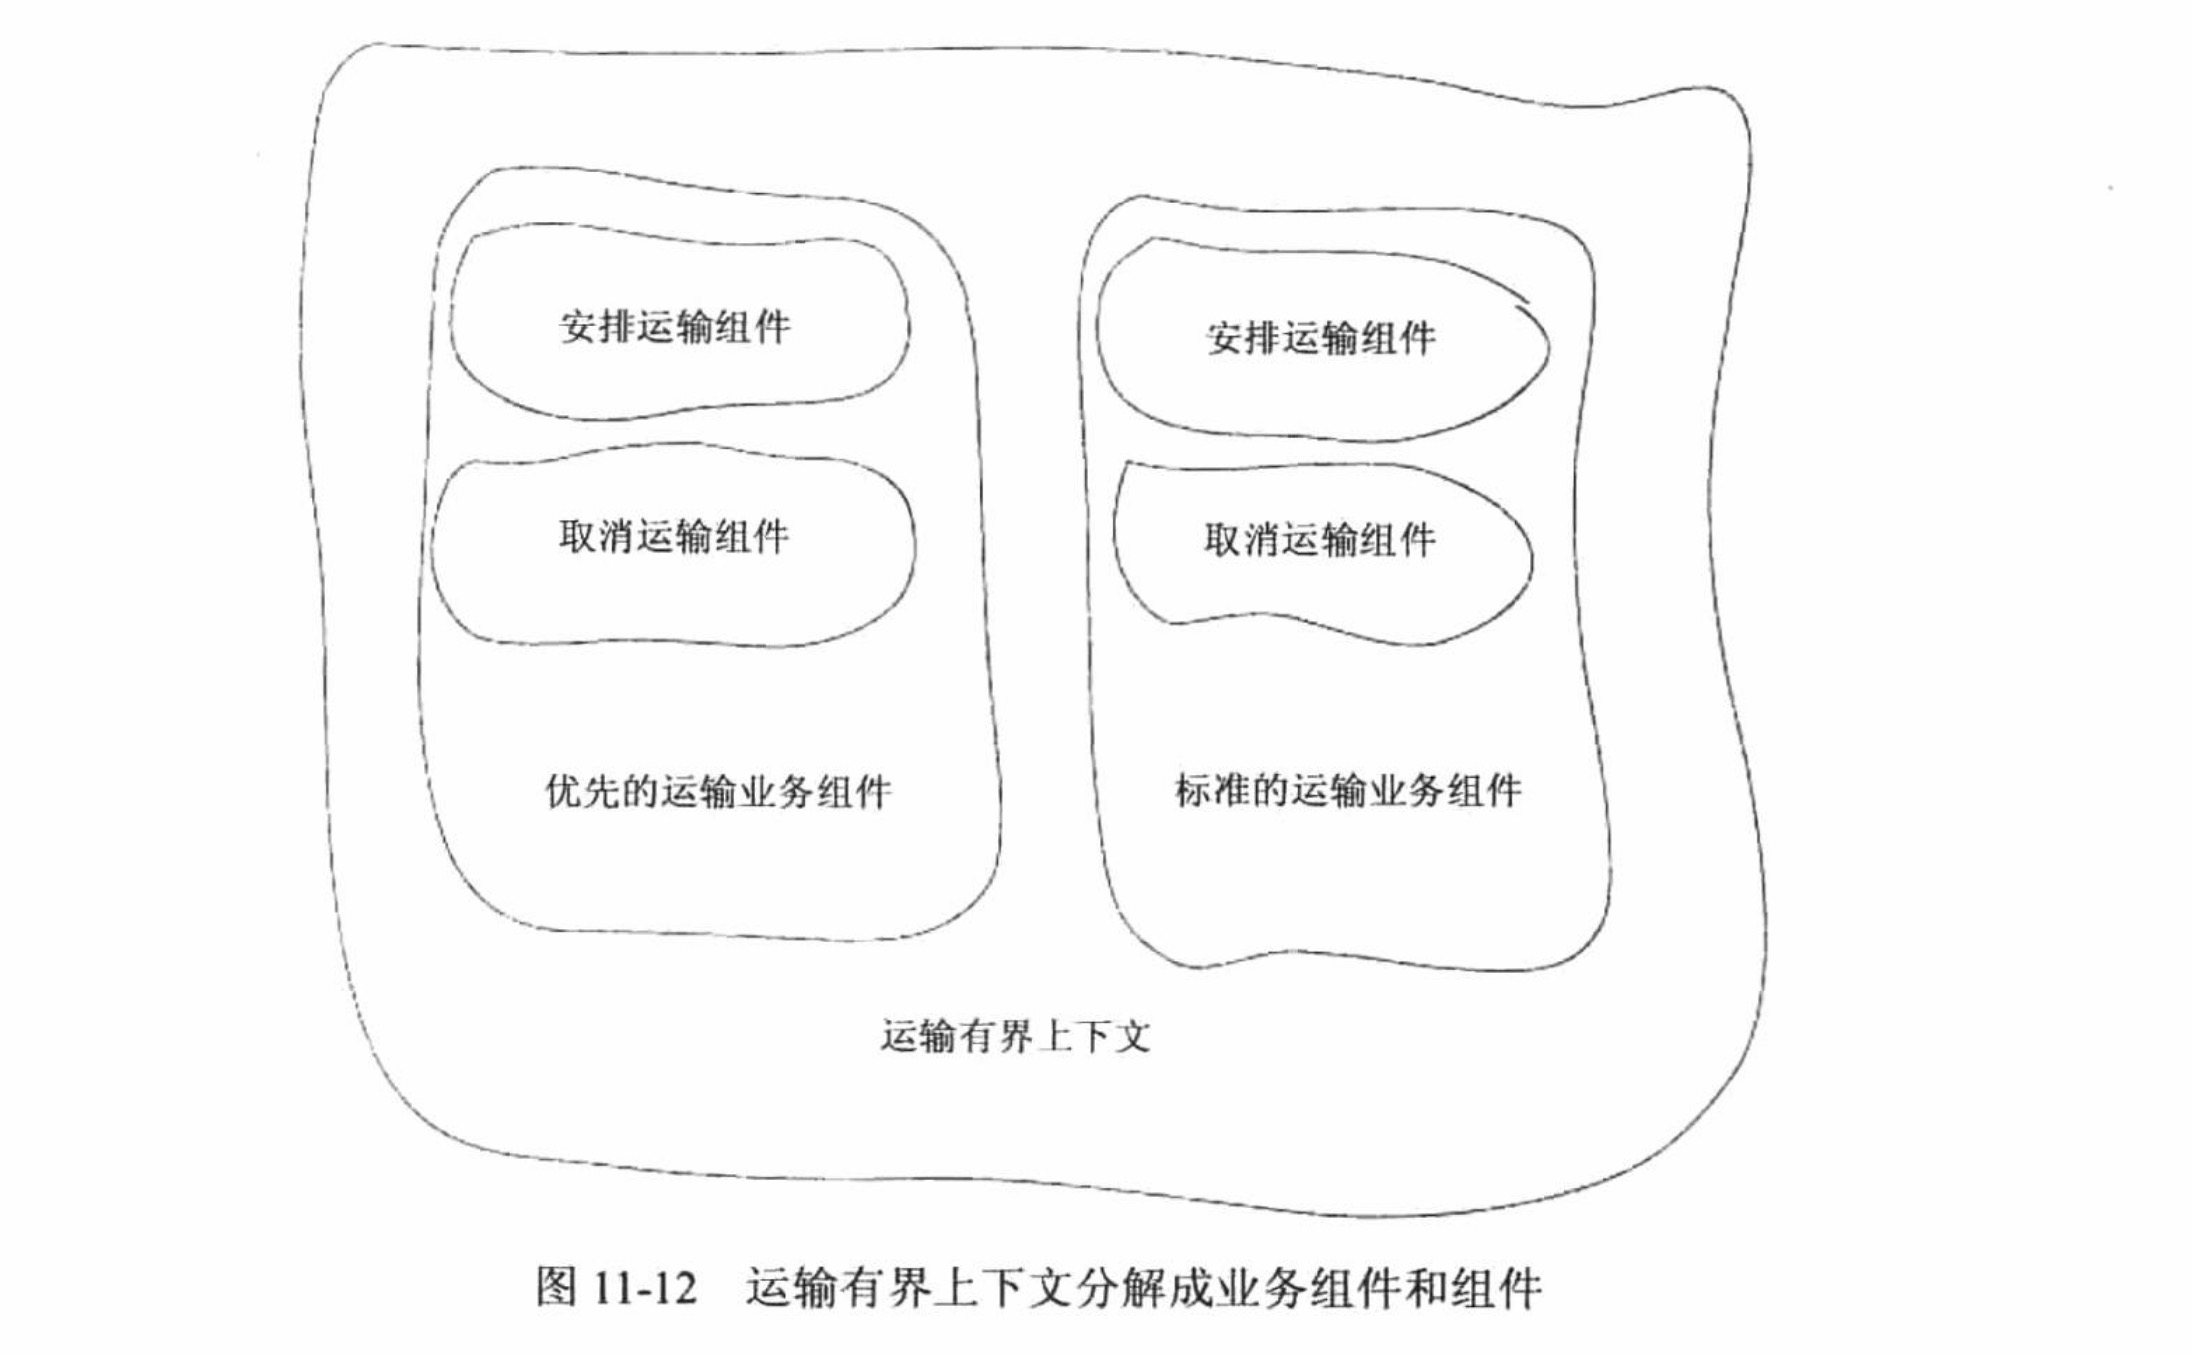 安排运输组件
安排运输组件
取消运输组件
取消运输组件
优先的运输业务组件
标准的运输业务组件
运输有界上下文
图 11-12 运输有界上下文分解成业务组件和组件